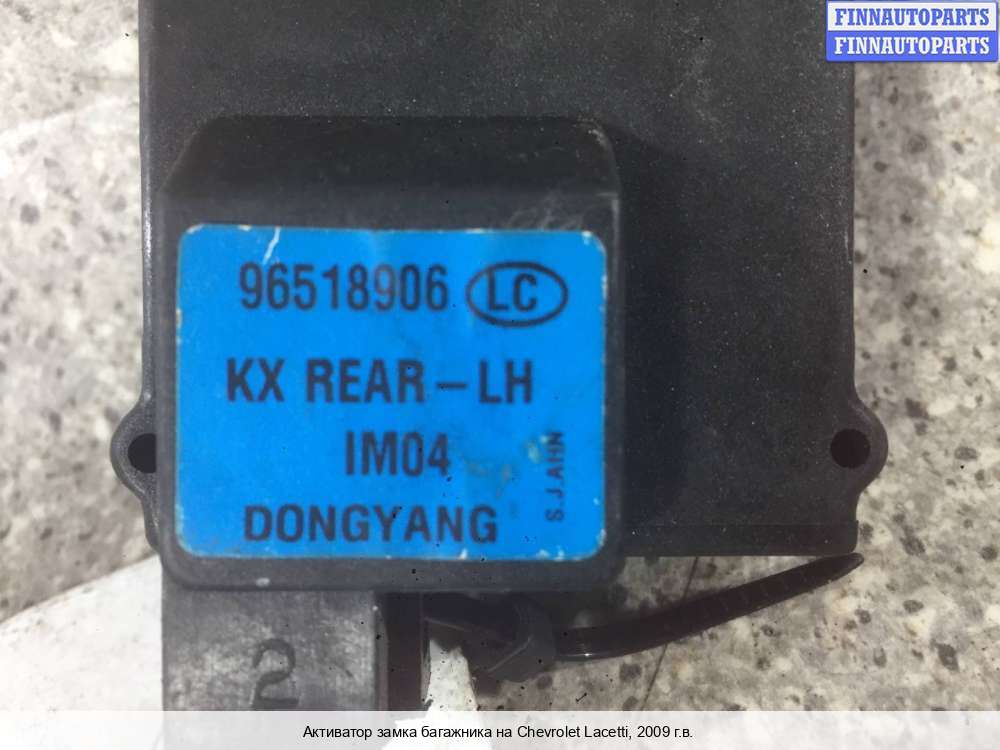 FINNAUTOPARTS
FINNAUTOPARTS
96518906 LC
KX REAR-LH
IM04
S.J.AHN
DONGYANG
2
Активатор замка багажника на Chevrolet Lacetti, 2009 г.в.